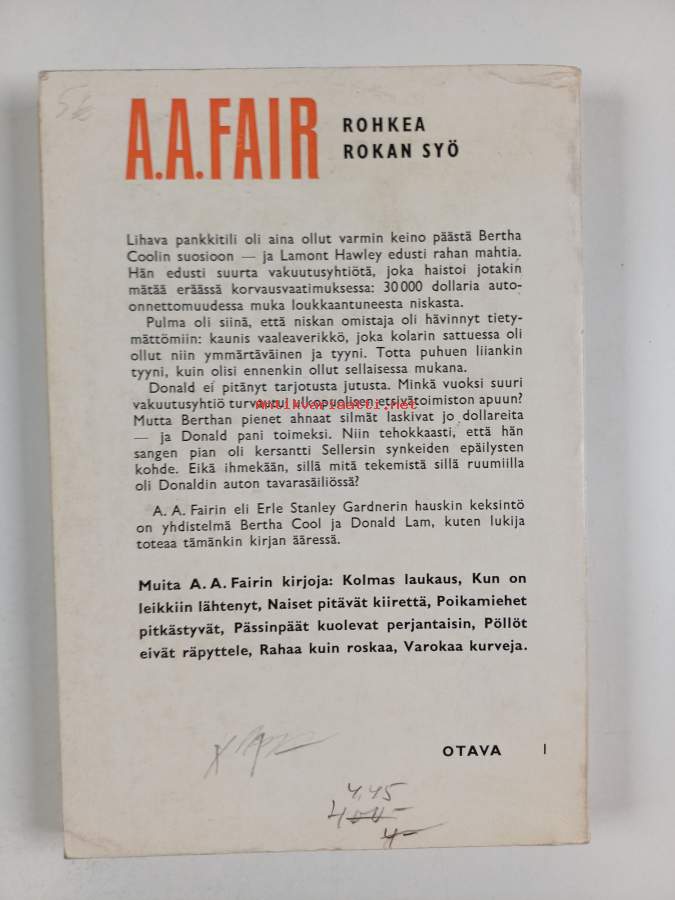 A.A.FAIR
ROHKEA
ROKAN SYÖ
Lihava pankkitili oli aina ollut varmin keino päästä Bertha
Coolin suosioon — ja Lamont Hawley edusti rahan mahtia.
Hän edusti suurta vakuutusyhtiötä, joka haistoi jotakin
mätää eräässä korvausvaatimuksessa: 30 000 dollaria auto-
onnettomuudessa muka loukkaantuneesta niskasta.
Pulma oli siinä, että niskan omistaja oli hävinnyt tiety-
mättömiin: kaunis vaaleaverikkö, joka kolarin sattuessa oli
ollut niin ymmärtäväinen ja tyyni. Totta puhuen liiankin
tyyni, kuin olisi ennenkin ollut sellaisessa mukana.
Donald ei pitänyt tarjotusta jutusta. Minkä vuoksi suuri
vakuutusyhtiö turvautui ulkopuolisen etsivätoimiston apuun?
antikvariaatti.net
Mutta Berthan pienet ahnaat silmät laskivat jo dollareita
— ja Donald pani toimeksi. Niin tehokkaasti, että hän
sangen pian oli kersantti Sellersin synkeiden epäilysten
kohde. Eikä ihmekään, sillä mitä tekemistä sillä ruumiilla
oli Donaldin auton tavarasäiliössä?
A. A. Fairin eli Erle Stanley Gardnerin hauskin keksintö
on yhdistelmä Bertha Cool ja Donald Lam, kuten lukija
toteaa tämänkin kirjan ääressä.
Muita A. A. Fairin kirjoja: Kolmas laukaus, Kun on
leikkiin lähtenyt, Naiset pitävät kiirettä, Poikamiehet
pitkästyvät, Pässinpäät kuolevat perjantaisin, Pöllöt
eivät räpyttele, Rahaa kuin roskaa, Varokaa kurveja.
OTAVA I
4,45
400-
4-